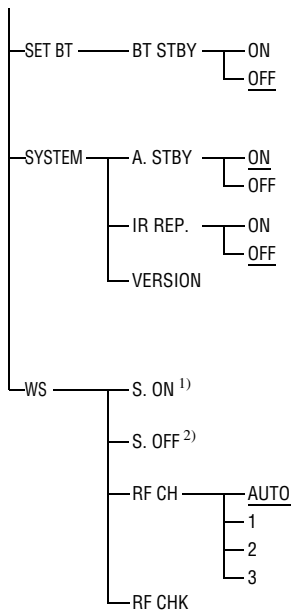 SET BT BT STBY ON
OFF
SYSTEM A. STBY ON
OFF
IR REP. ON
OFF
VERSION
WS S. ON 1)
S. OFF 2)
RF CH AUTO
1
2
3
RF CHK